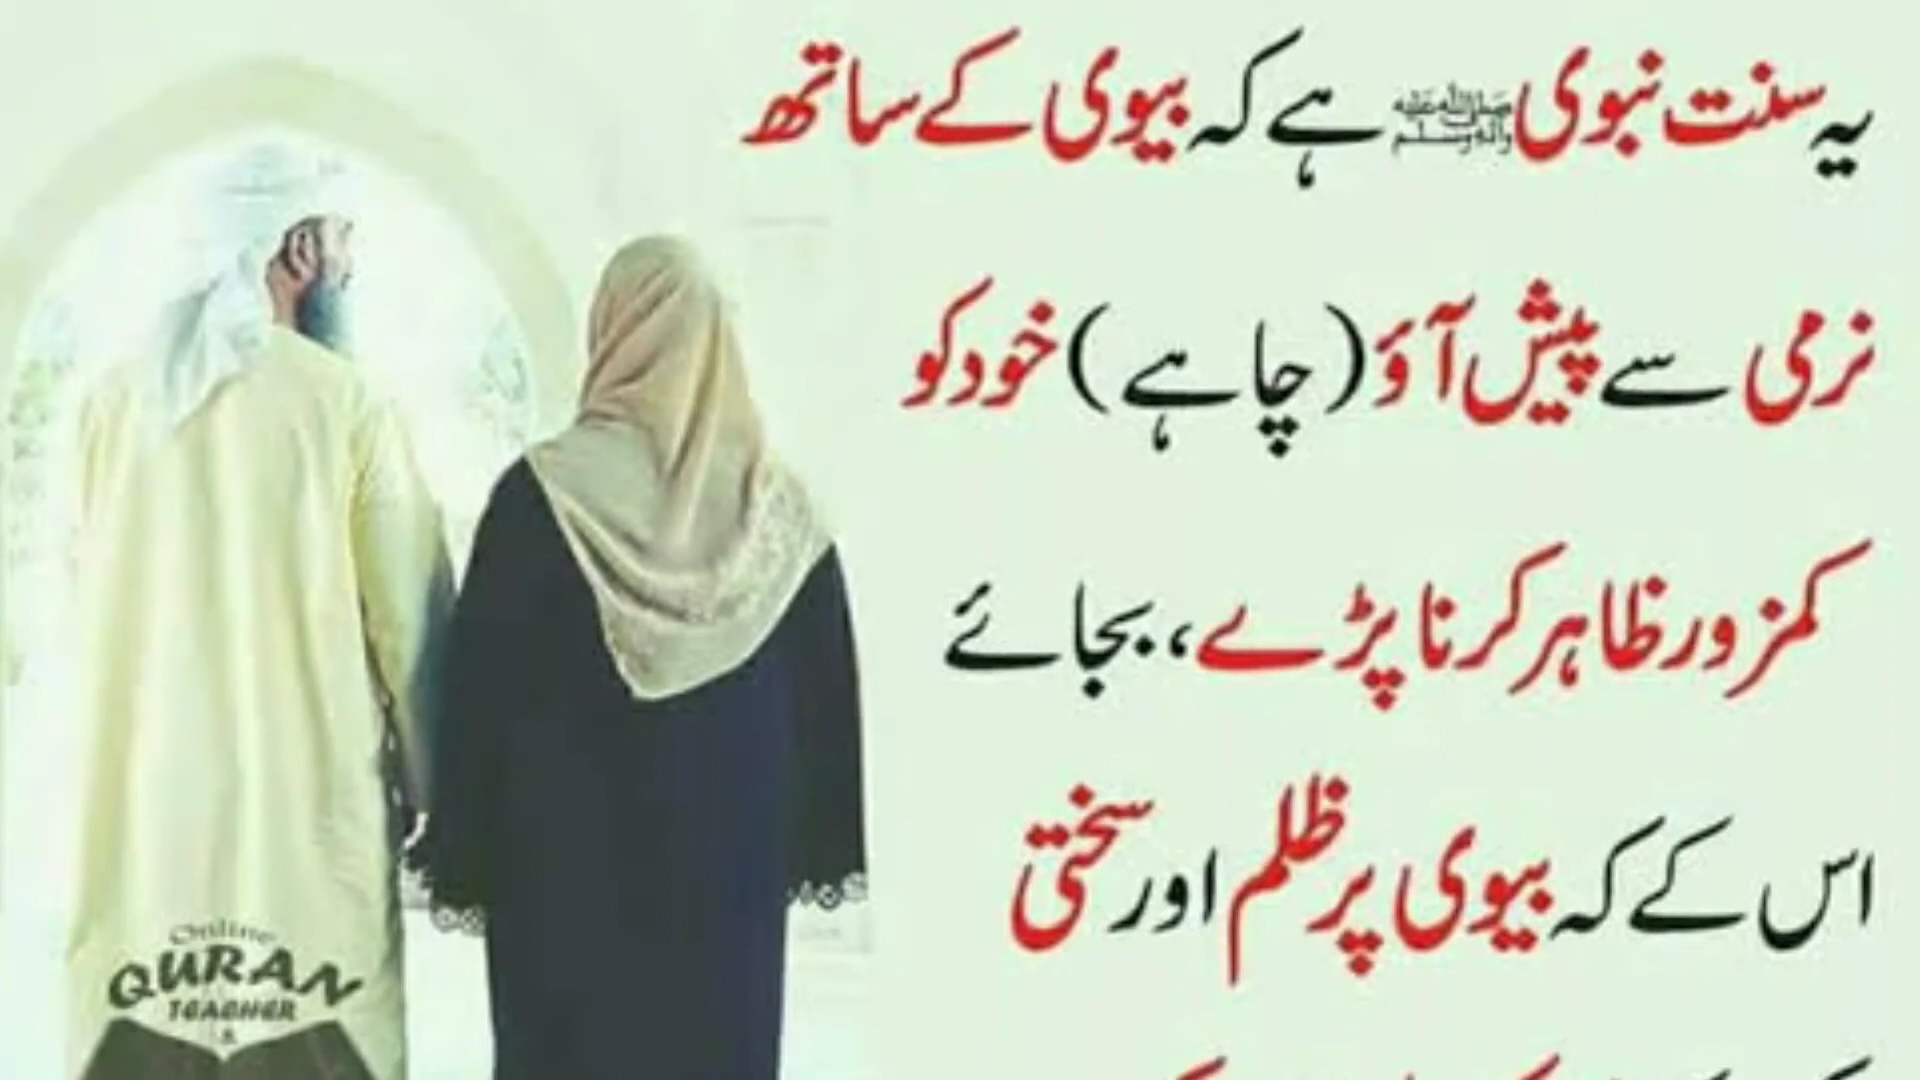 یہ سنت نبوی ﷺ ہے کہ بیوی کے ساتھ
نرمی سے پیش آؤ (چاہے) خود کو
کمزور ظاہر کرنا پڑے، بجائے
اس کے کہ بیوی پر ظلم اور سختی
Online
QURAN
TEACHER